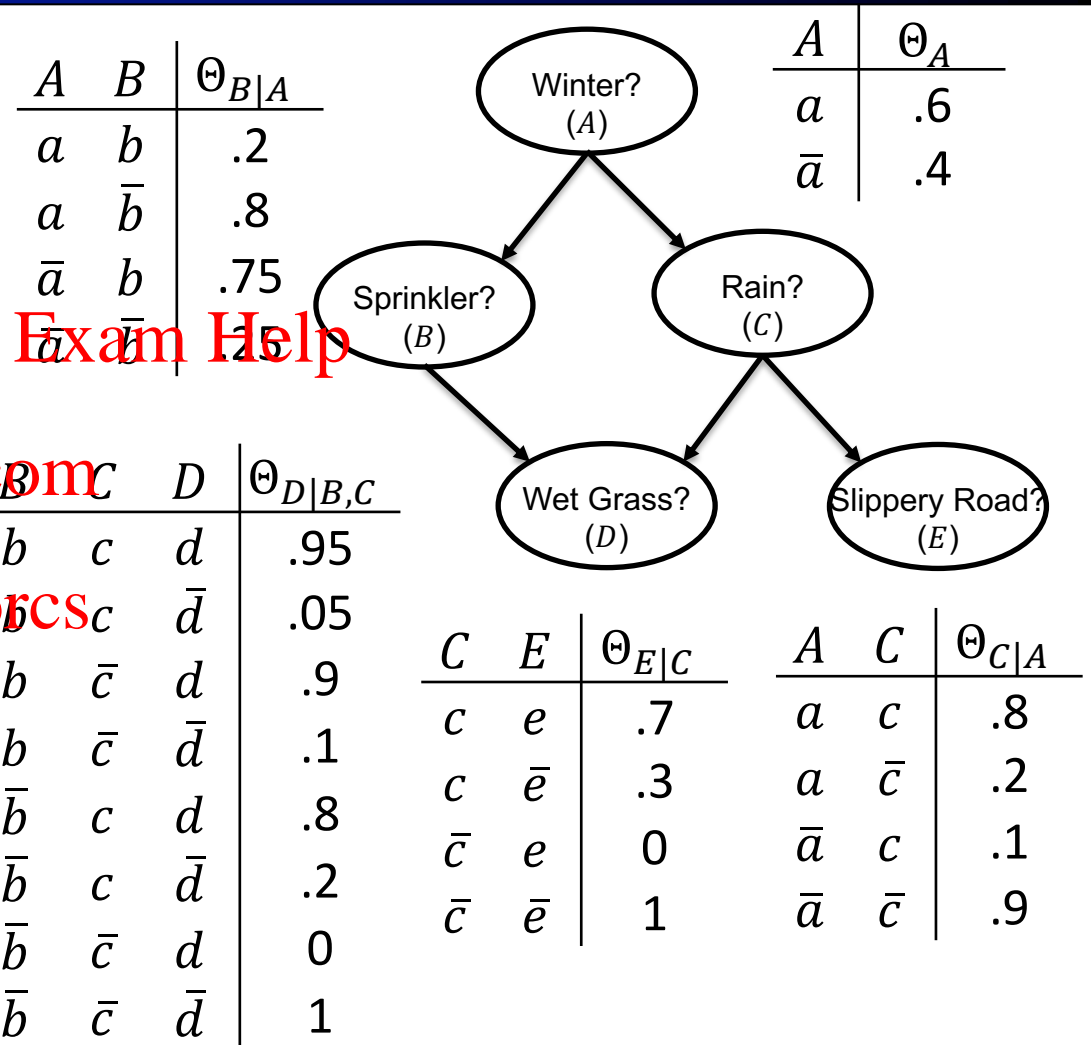 A B Θ_{B|A}
a b .2
a b̄ .8
ā b .75
ā b̄ .25
Exam Help
Winter?
(A)
A Θ_A
a .6
ā .4
Sprinkler?
(B)
Rain?
(C)
Wet Grass?
(D)
Slippery Road?
(E)
om
rcs
B C D Θ_{D|B,C}
b c d .95
b c d̄ .05
b c̄ d .9
b c̄ d̄ .1
b̄ c d .8
b̄ c d̄ .2
b̄ c̄ d 0
b̄ c̄ d̄ 1
C E Θ_{E|C}
c e .7
c ē .3
c̄ e 0
c̄ ē 1
A C Θ_{C|A}
a c .8
a c̄ .2
ā c .1
ā c̄ .9